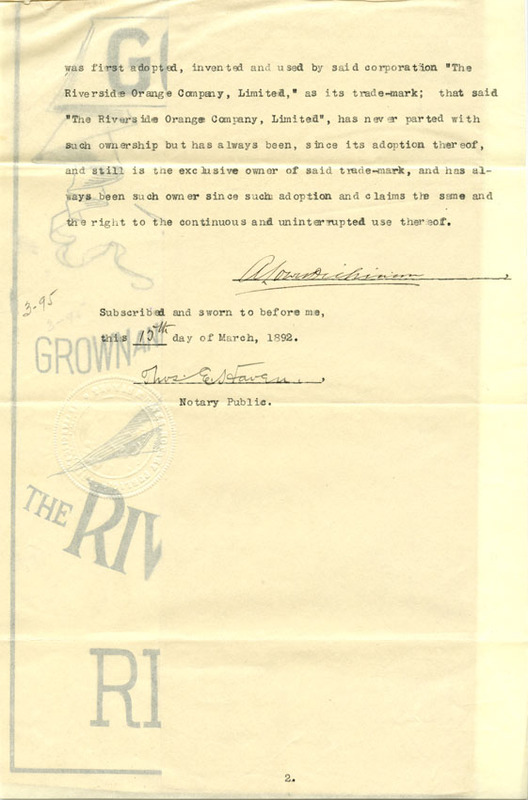 was first adopted, invented and used by said corporation "The
Riverside Orange Company, Limited," as its trade-mark; that said
"The Riverside Orange Company, Limited", has never parted with
such ownership but has always been, since its adoption thereof,
and still is the exclusive owner of said trade-mark, and has al-
ways been such owner since such adoption and claims the same and
the right to the continuous and uninterrupted use thereof.
3-95
Subscribed and sworn to before me,
this 15th day of March, 1892.
GROWN AN
Thos E. Haven.
Notary Public.
THE RIV
RI
2.